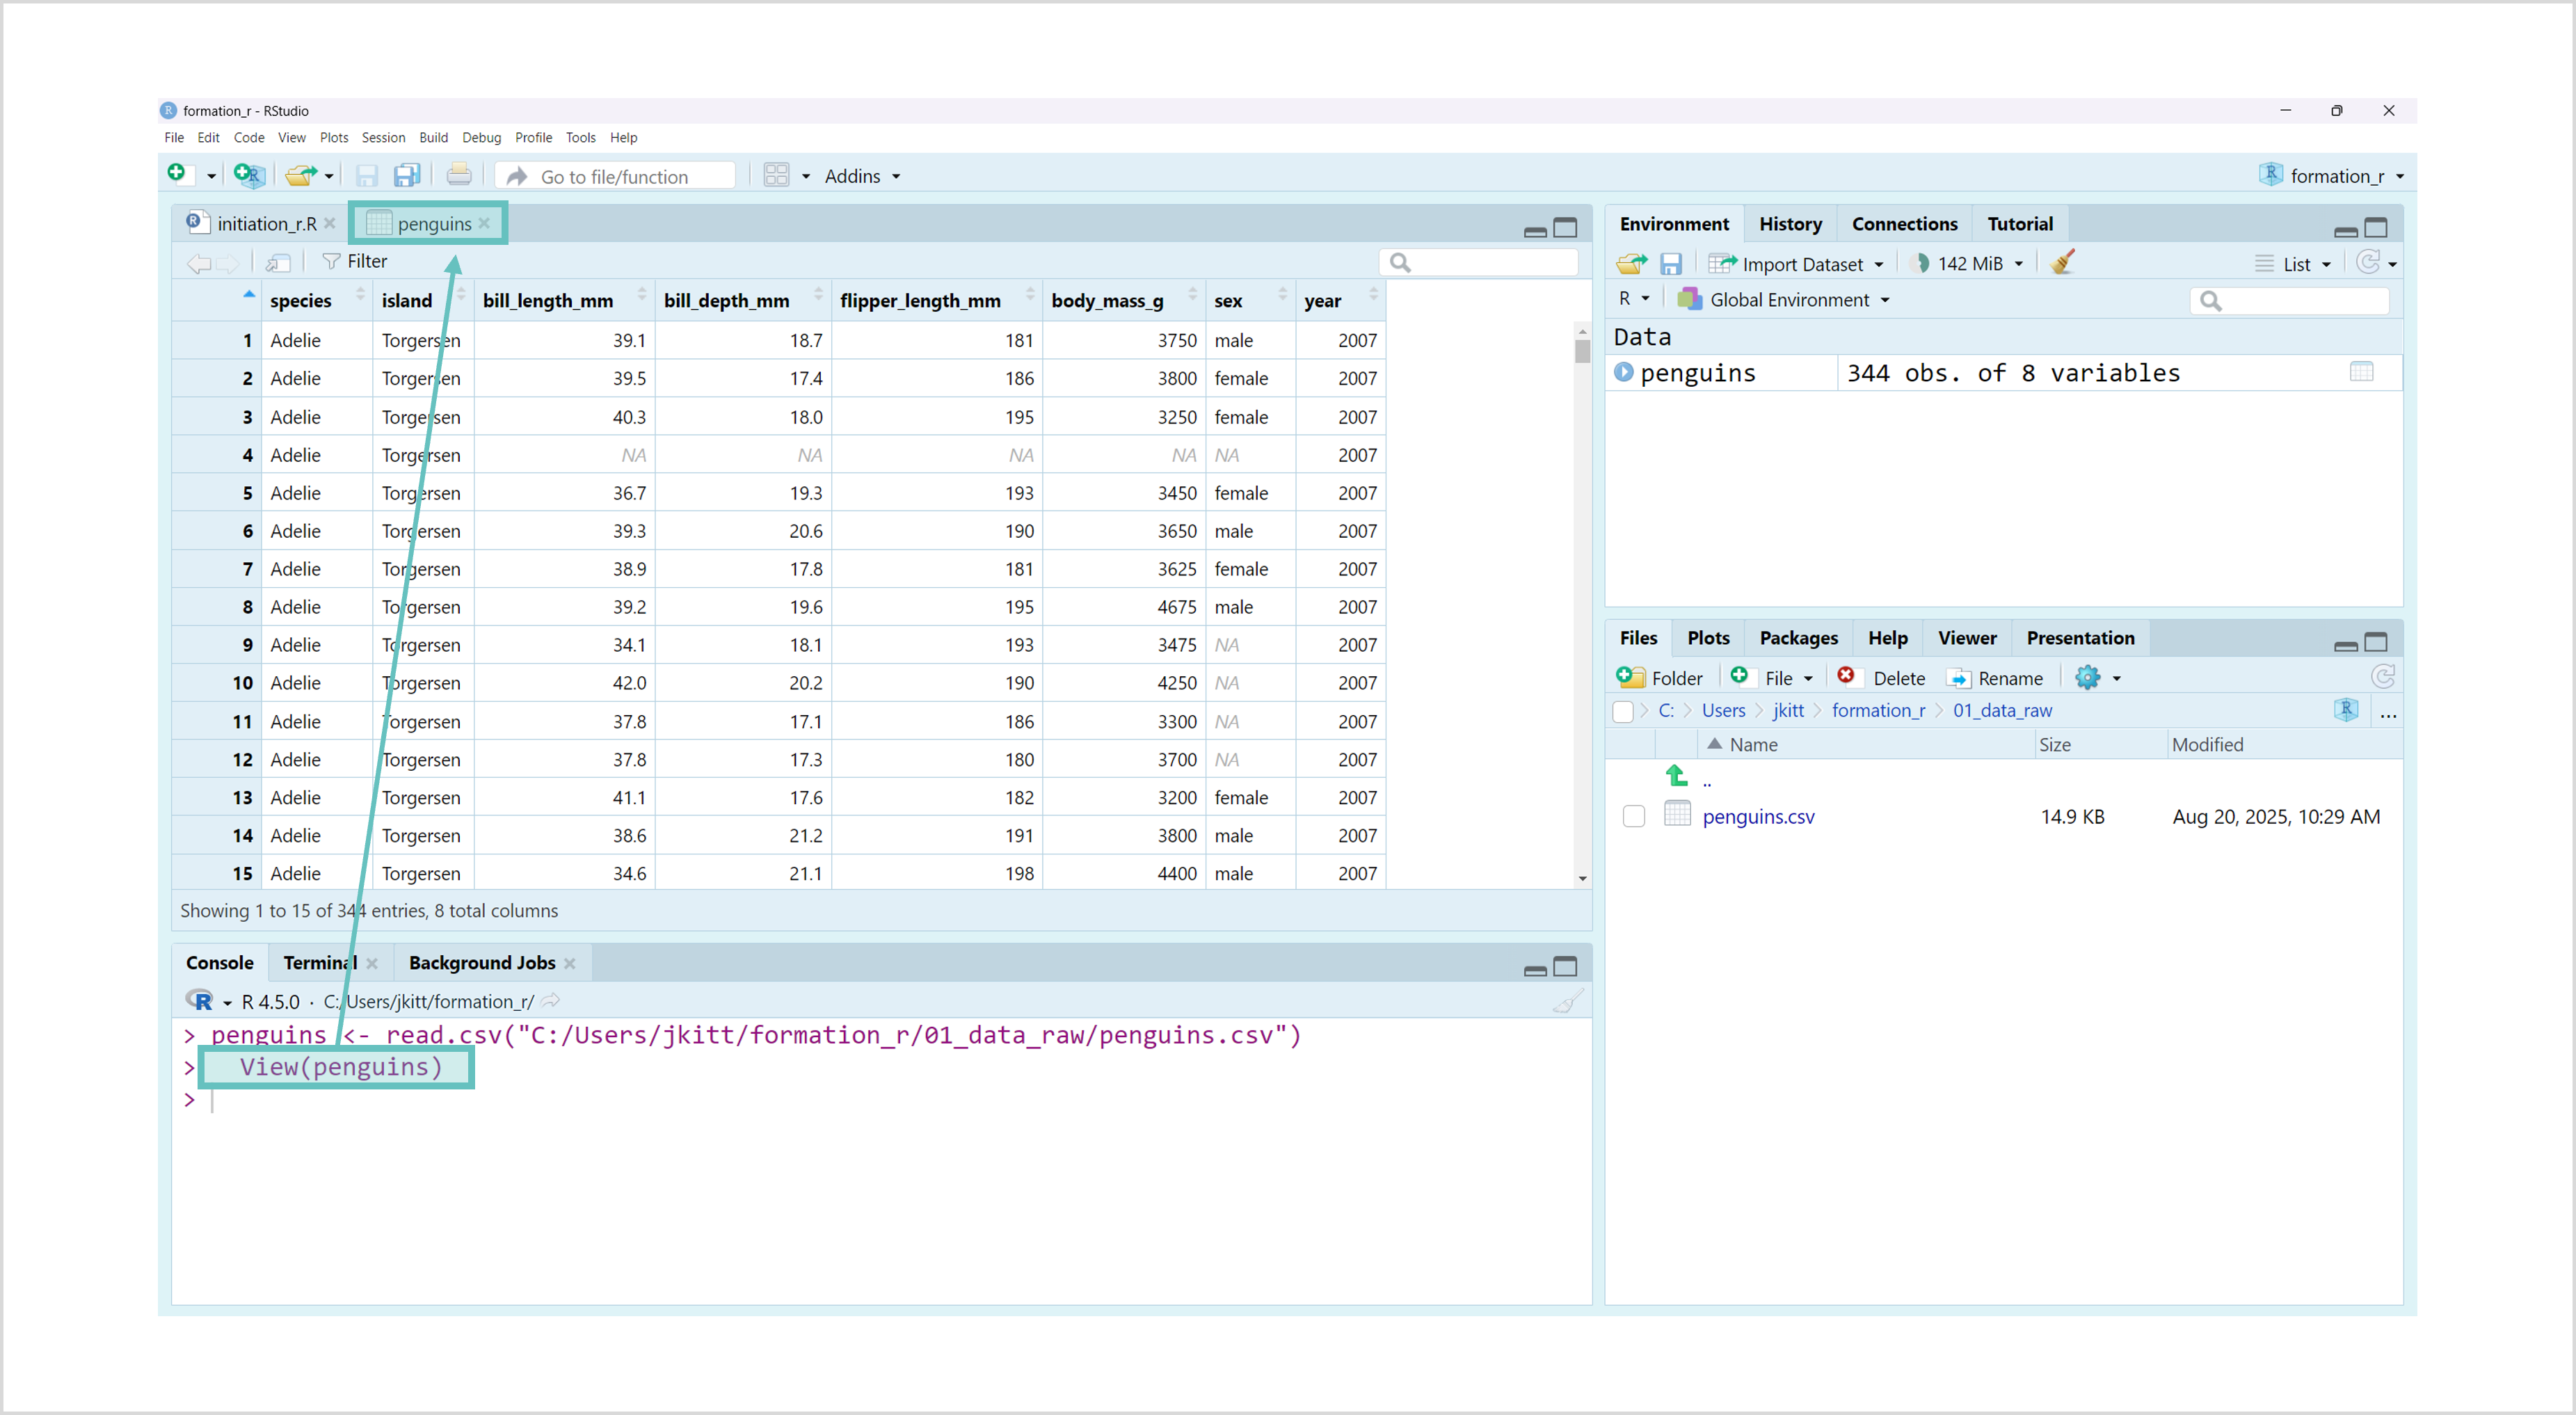 formation_r - RStudio
File Edit Code View Plots Session Build Debug Profile Tools Help
Go to file/function Addins formation_r
initiation_r.R penguins
Filter
species island bill_length_mm bill_depth_mm flipper_length_mm body_mass_g sex year
1 Adelie Torgersen 39.1 18.7 181 3750 male 2007
2 Adelie Torgersen 39.5 17.4 186 3800 female 2007
3 Adelie Torgersen 40.3 18.0 195 3250 female 2007
4 Adelie Torgersen NA NA NA NA NA 2007
5 Adelie Torgersen 36.7 19.3 193 3450 female 2007
6 Adelie Torgersen 39.3 20.6 190 3650 male 2007
7 Adelie Torgersen 38.9 17.8 181 3625 female 2007
8 Adelie Torgersen 39.2 19.6 195 4675 male 2007
9 Adelie Torgersen 34.1 18.1 193 3475 NA 2007
10 Adelie Torgersen 42.0 20.2 190 4250 NA 2007
11 Adelie Torgersen 37.8 17.1 186 3300 NA 2007
12 Adelie Torgersen 37.8 17.3 180 3700 NA 2007
13 Adelie Torgersen 41.1 17.6 182 3200 female 2007
14 Adelie Torgersen 38.6 21.2 191 3800 male 2007
15 Adelie Torgersen 34.6 21.1 198 4400 male 2007
Showing 1 to 15 of 344 entries, 8 total columns
Console Terminal Background Jobs
R 4.5.0 · C:/Users/jkitt/formation_r/
> penguins <- read.csv("C:/Users/jkitt/formation_r/01_data_raw/penguins.csv")
> View(penguins)
>
Environment History Connections Tutorial
Import Dataset 142 MiB List
R Global Environment
Data
penguins 344 obs. of 8 variables
Files Plots Packages Help Viewer Presentation
Folder File Delete Rename
C: Users jkitt formation_r 01_data_raw ...
Name Size Modified
..
penguins.csv 14.9 KB Aug 20, 2025, 10:29 AM